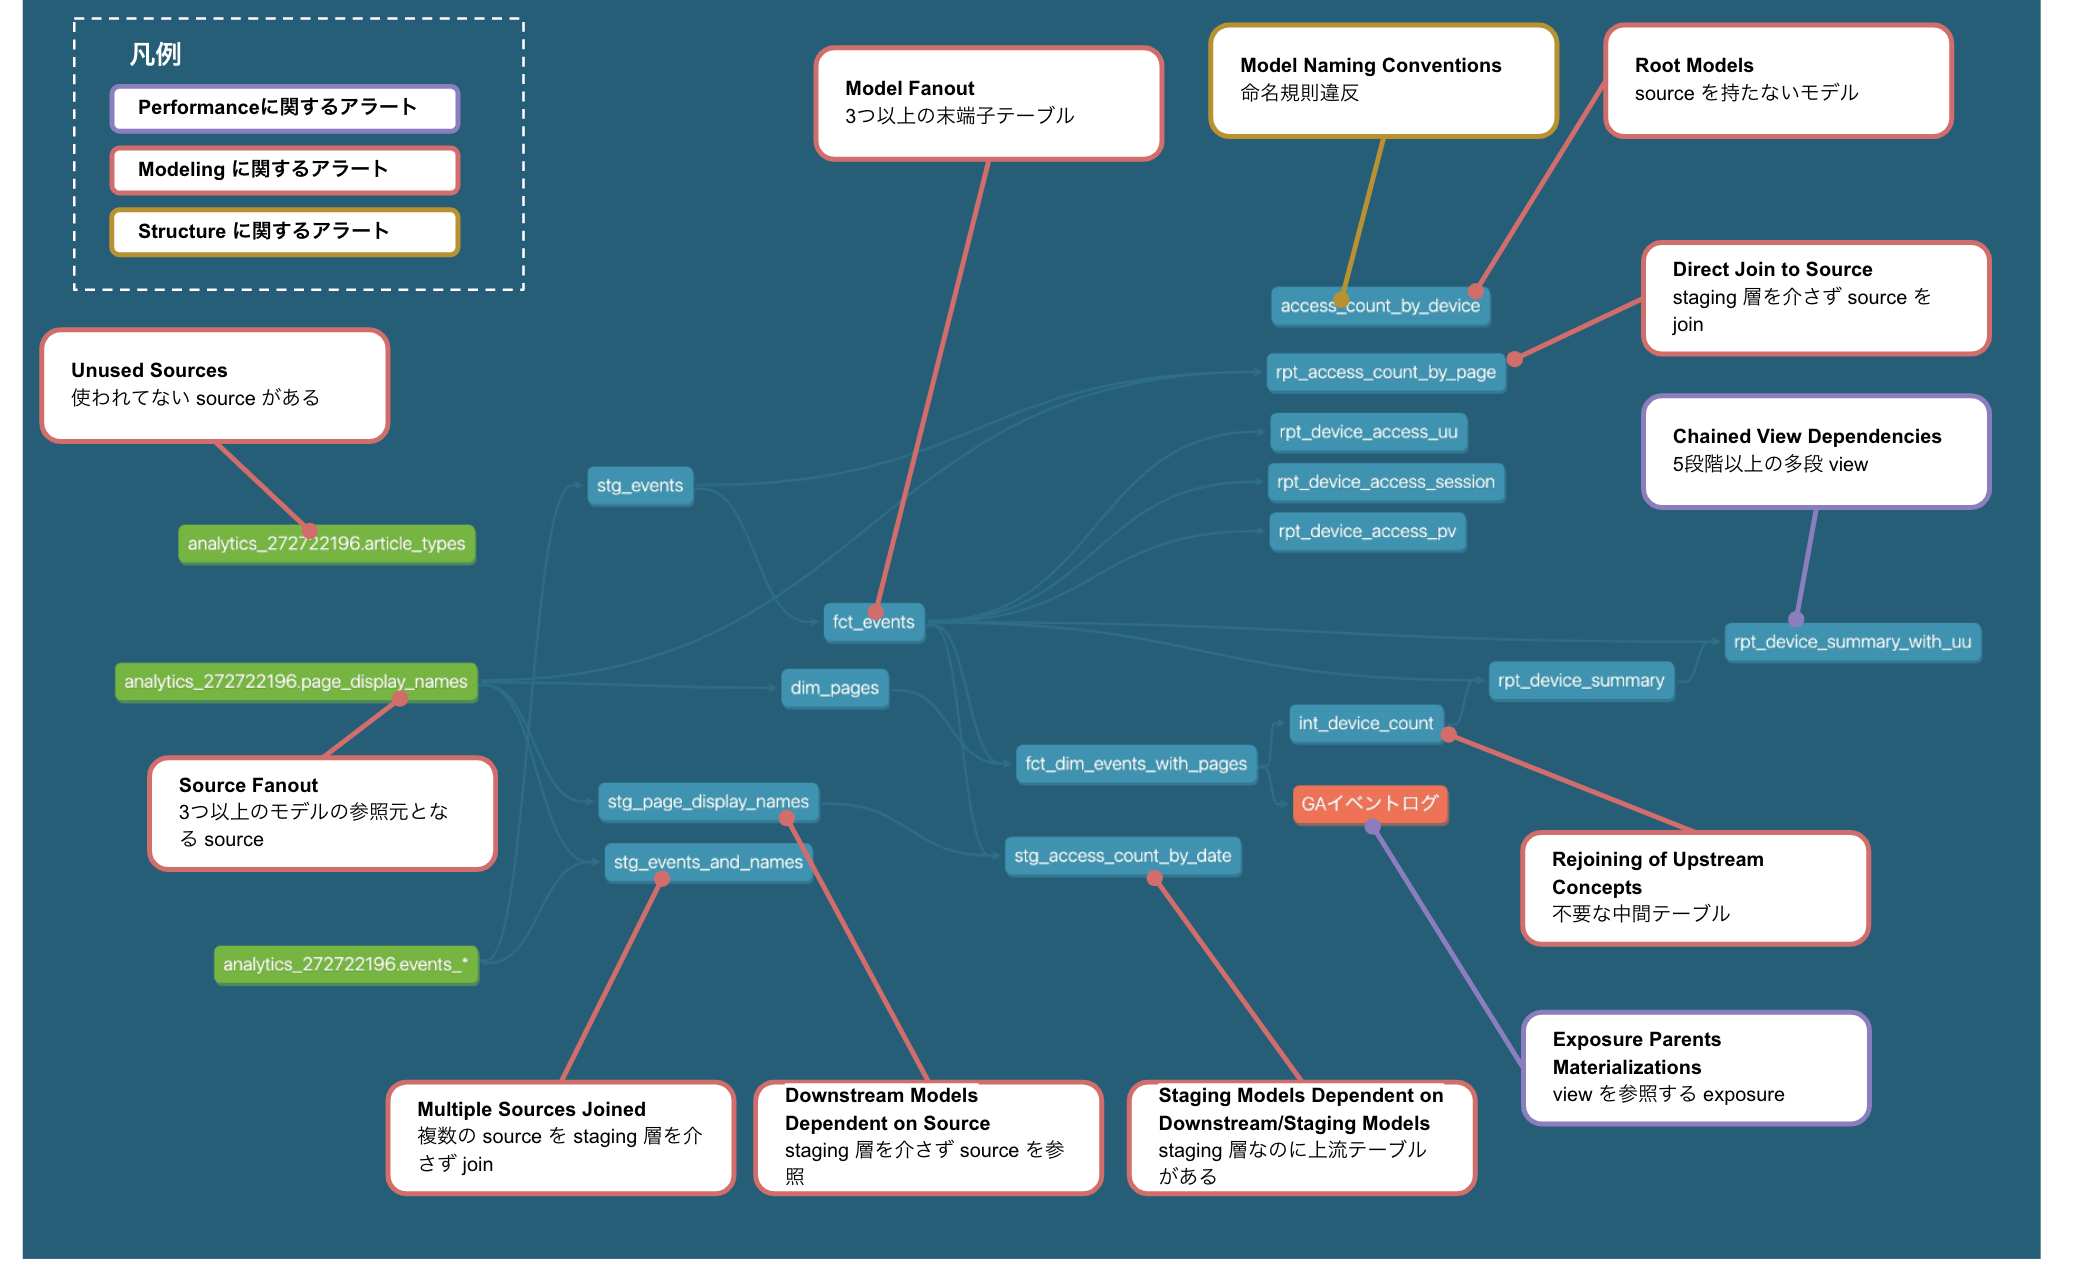 凡例
Performanceに関するアラート
Modeling に関するアラート
Structure に関するアラート
Model Fanout
3つ以上の末端子テーブル
Model Naming Conventions
命名規則違反
Root Models
source を持たないモデル
Direct Join to Source
staging 層を介さず source を
join
Chained View Dependencies
5段階以上の多段 view
Unused Sources
使われてない source がある
access_count_by_device
rpt_access_count_by_page
rpt_device_access_uu
rpt_device_access_session
rpt_device_access_pv
stg_events
analytics_272722196.article_types
fct_events
rpt_device_summary_with_uu
analytics_272722196.page_display_names
dim_pages
rpt_device_summary
int_device_count
fct_dim_events_with_pages
GAイベントログ
stg_page_display_names
stg_access_count_by_date
stg_events_and_names
analytics_272722196.events_*
Source Fanout
3つ以上のモデルの参照元とな
る source
Rejoining of Upstream
Concepts
不要な中間テーブル
Exposure Parents
Materializations
view を参照する exposure
Multiple Sources Joined
複数の source を staging 層を介
さず join
Downstream Models
Dependent on Source
staging 層を介さず source を参
照
Staging Models Dependent on
Downstream/Staging Models
staging 層なのに上流テーブル
がある